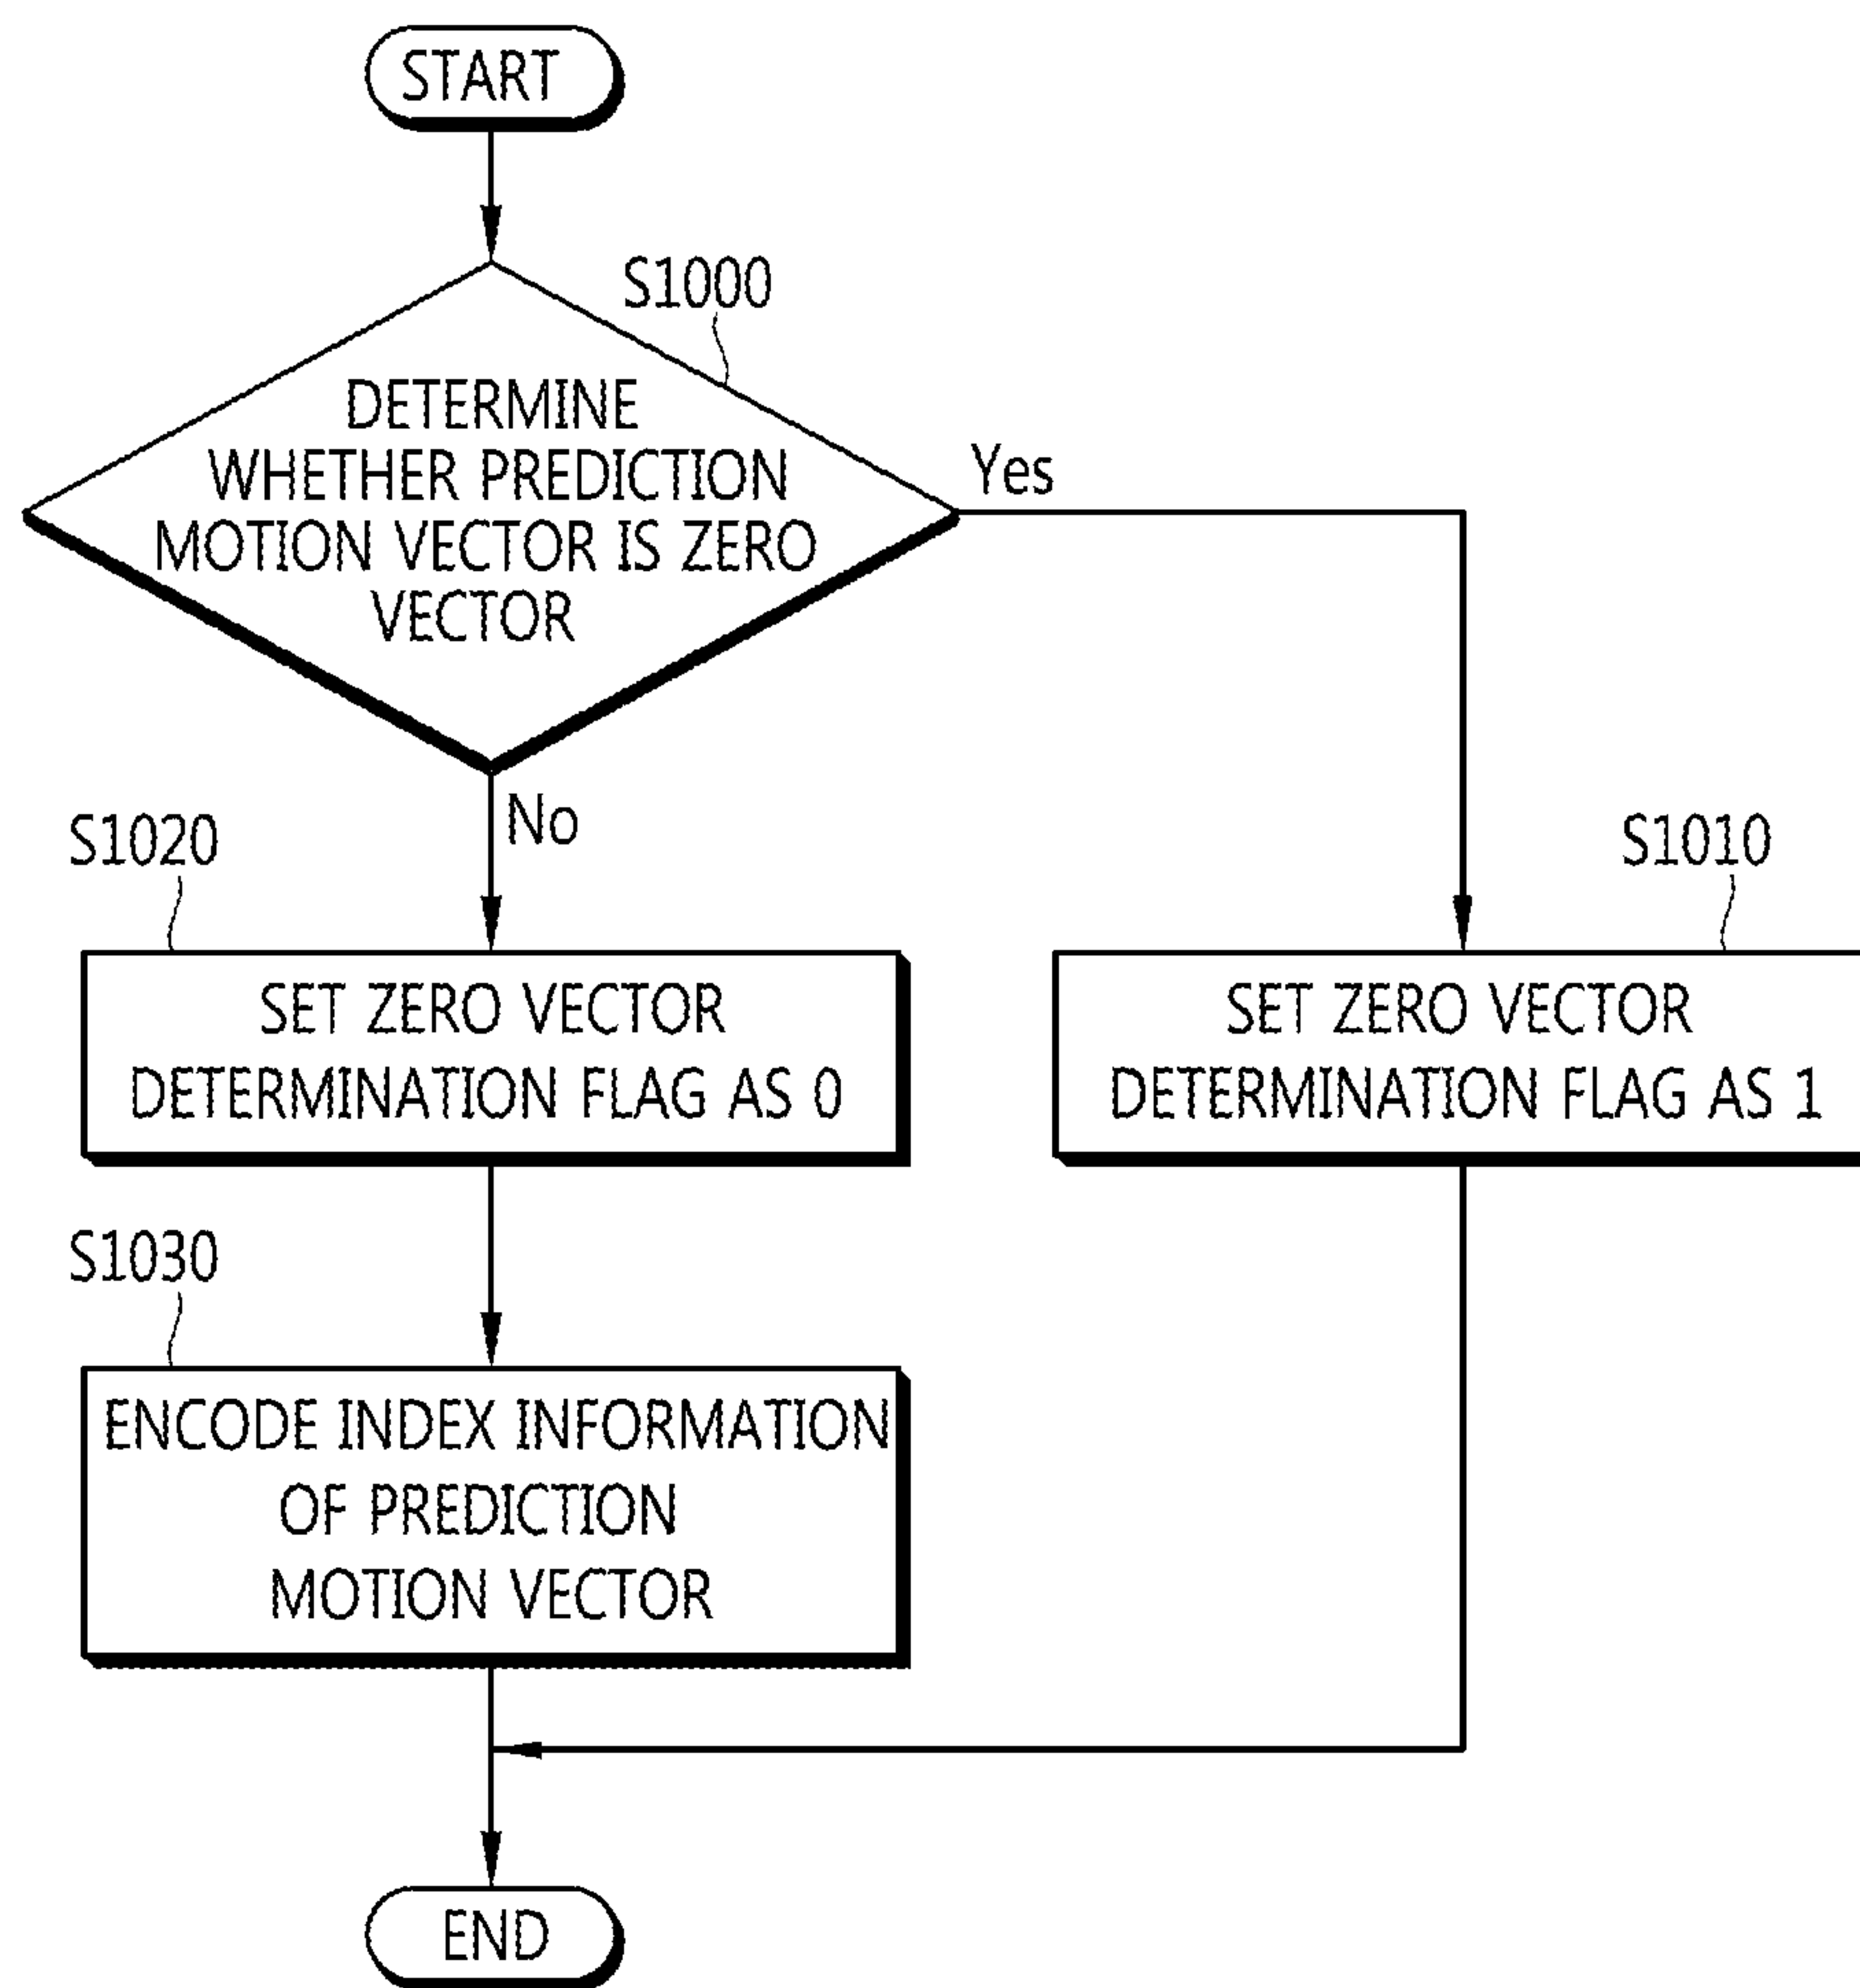 START
S1000
DETERMINE
WHETHER PREDICTION
MOTION VECTOR IS ZERO
VECTOR
Yes
No
S1020
SET ZERO VECTOR
DETERMINATION FLAG AS 0
S1010
SET ZERO VECTOR
DETERMINATION FLAG AS 1
S1030
ENCODE INDEX INFORMATION
OF PREDICTION
MOTION VECTOR
END